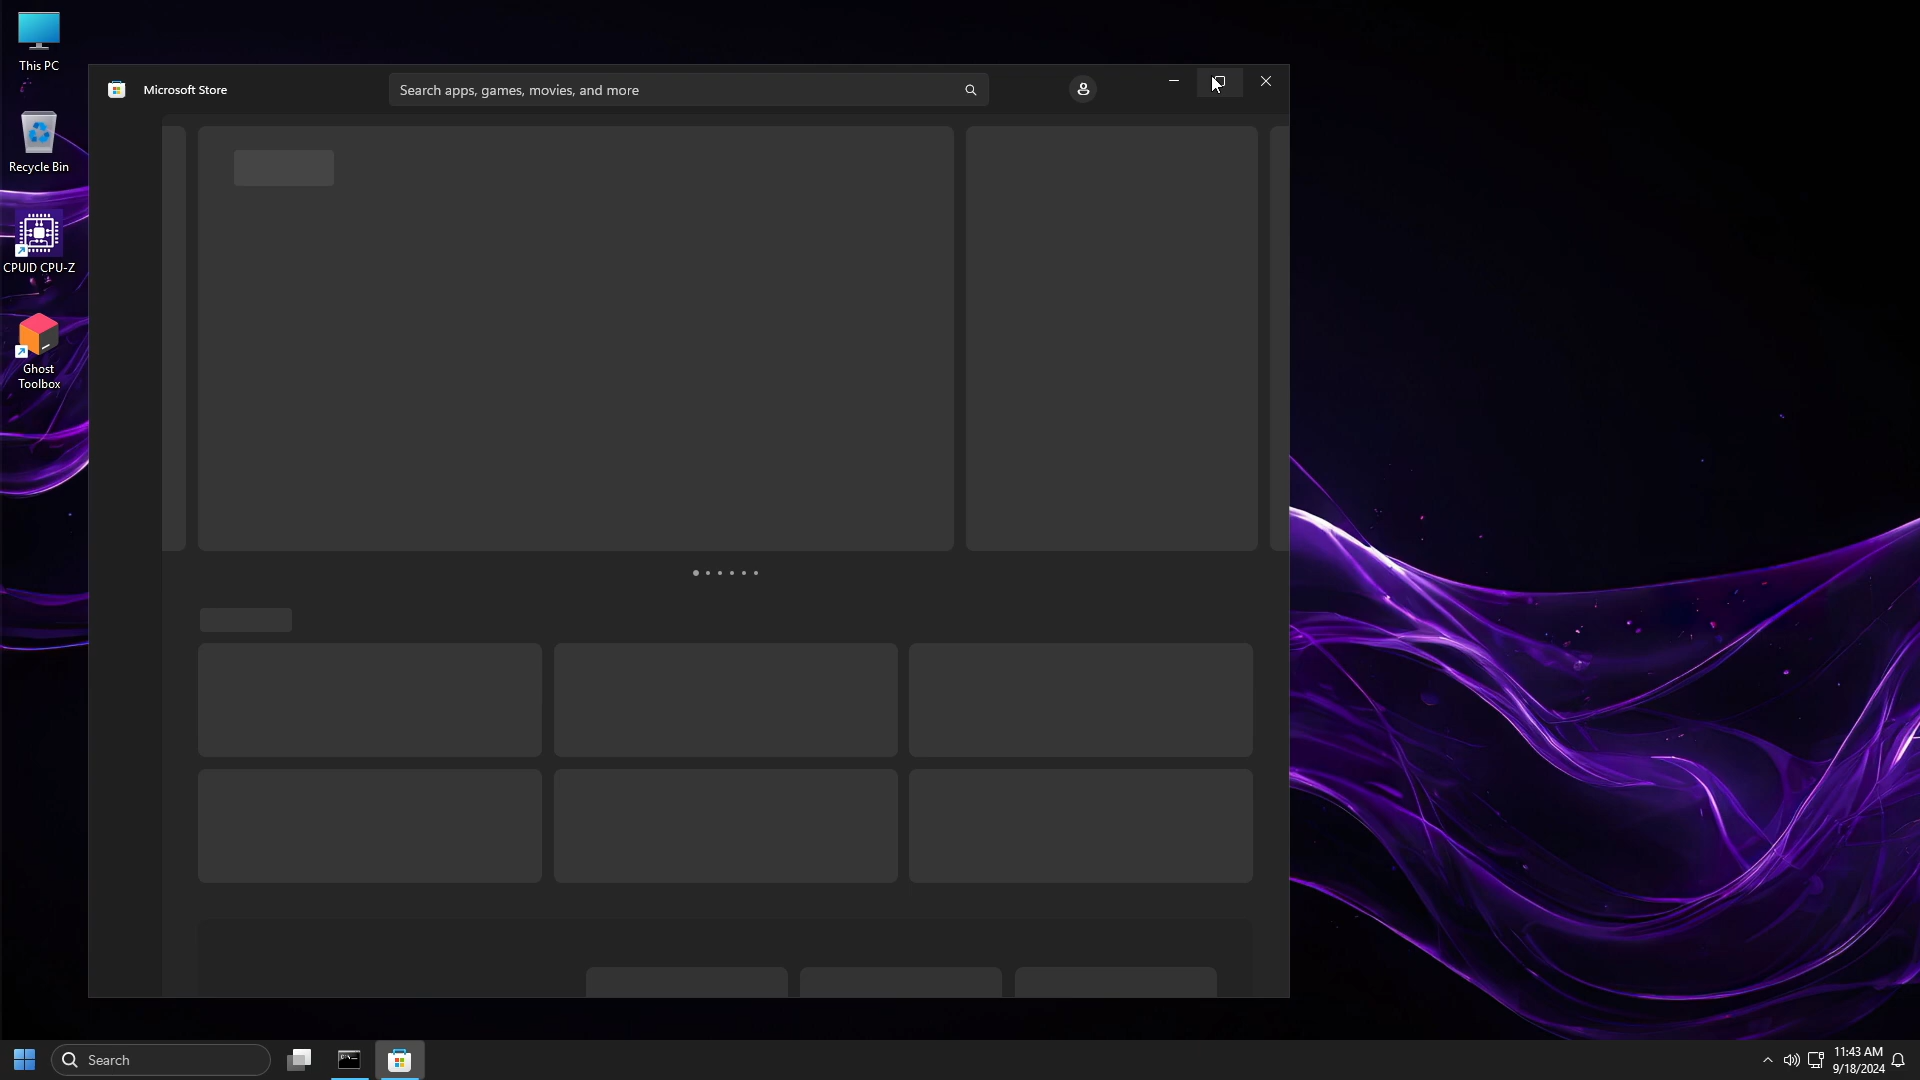 This PC
Microsoft Store
Search apps, games, movies, and more
Recycle Bin
CPUID CPU-Z
Ghost
Toolbox
Search
11:43 AM
9/18/2024